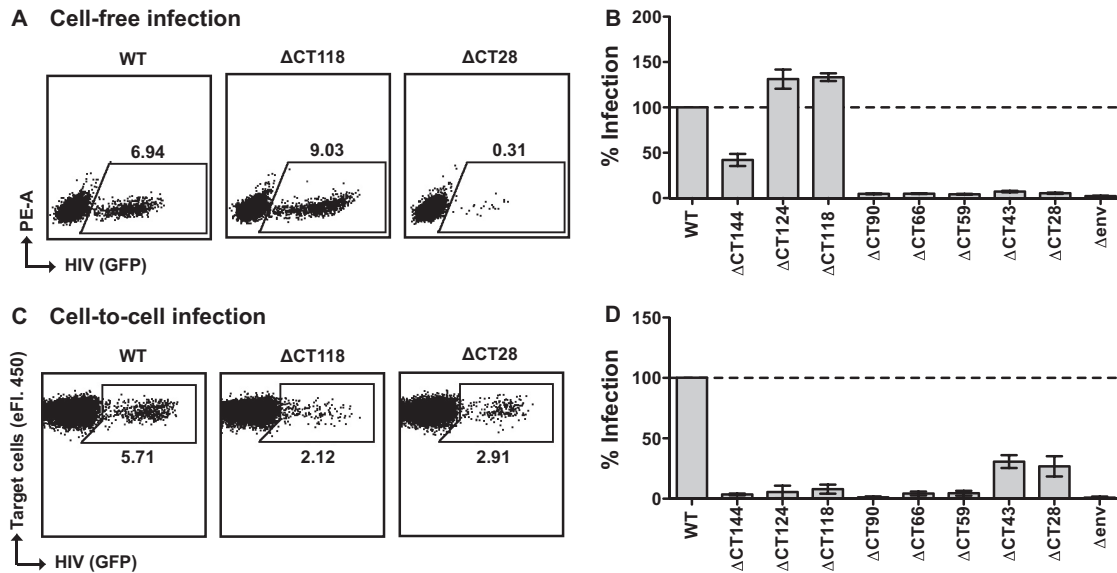 A Cell-free infection
WT
ΔCT118
ΔCT28
6.94
9.03
0.31
PE-A
HIV (GFP)
B
% Infection
200
150
100
50
0
WT
ΔCT144
ΔCT124
ΔCT118
ΔCT90
ΔCT66
ΔCT59
ΔCT43
ΔCT28
Δenv
C Cell-to-cell infection
WT
ΔCT118
ΔCT28
5.71
2.12
2.91
Target cells (eFl. 450)
HIV (GFP)
D
% Infection
150
100
50
0
WT
ΔCT144
ΔCT124
ΔCT118
ΔCT90
ΔCT66
ΔCT59
ΔCT43
ΔCT28
Δenv